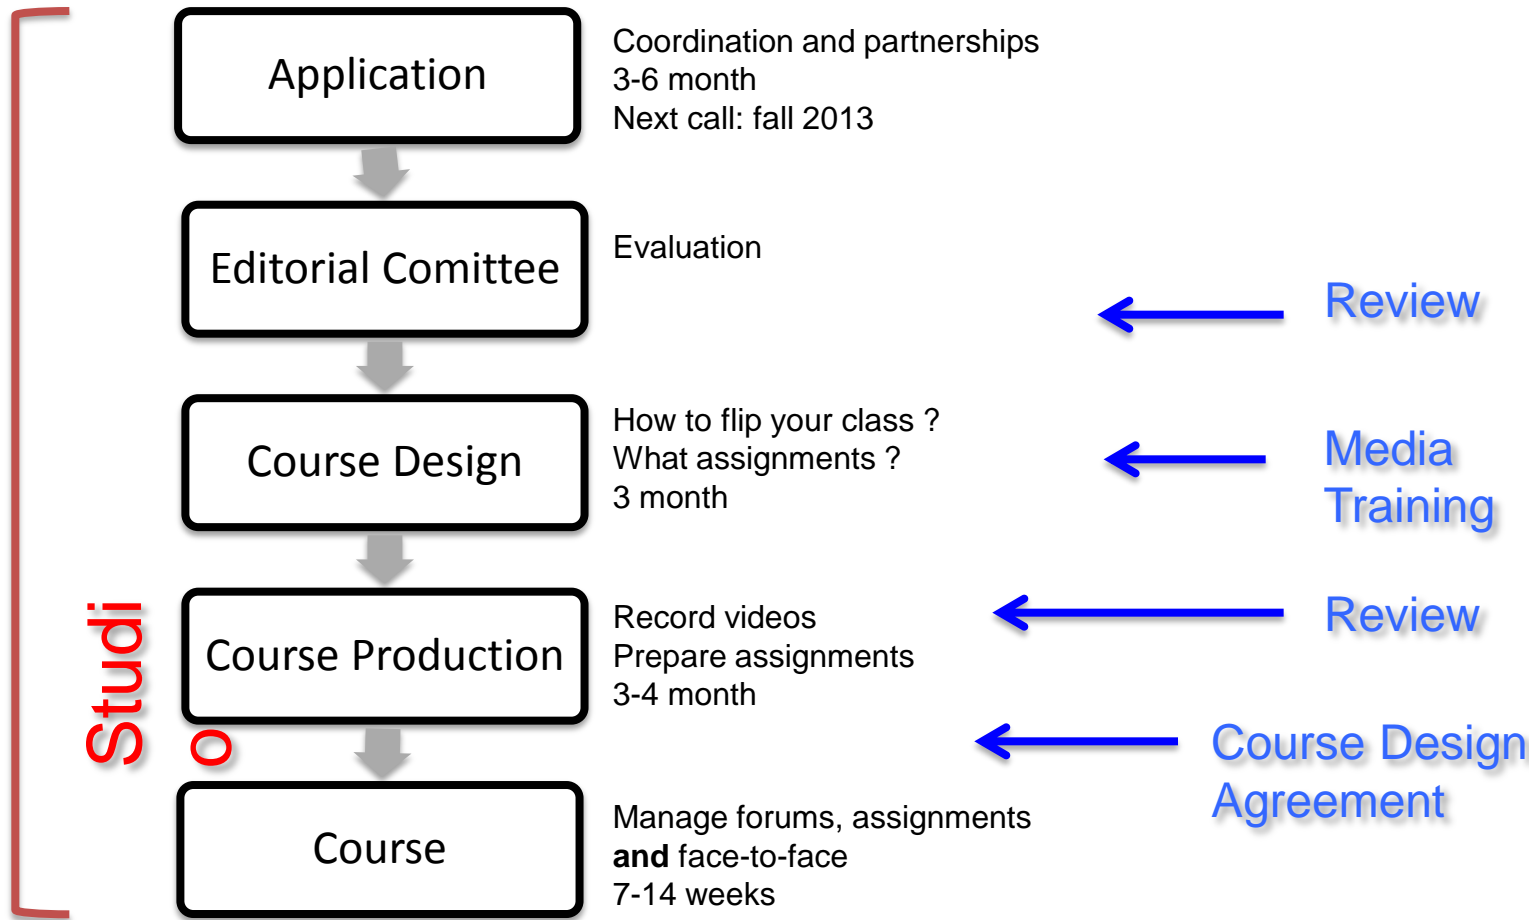 Application
Coordination and partnerships
3-6 month
Next call: fall 2013
Editorial Comittee
Evaluation
Review
Course Design
How to flip your class ?
What assignments ?
3 month
Media
Training
Studi
o
Course Production
Record videos
Prepare assignments
3-4 month
Review
Course Design
Agreement
Course
Manage forums, assignments
and face-to-face
7-14 weeks